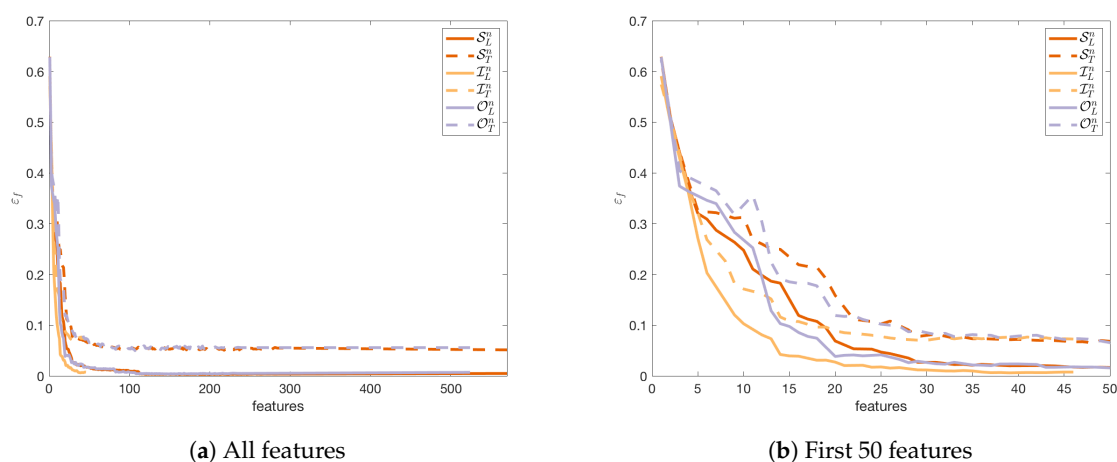 0.7
0.6
0.5
0.4
0.3
0.2
0.1
0
ε_f
0 100 200 300 400 500
features
S_L^n
S_T^n
I_L^n
I_T^n
O_L^n
O_T^n
(a) All features
0.7
0.6
0.5
0.4
0.3
0.2
0.1
0
ε_f
0 5 10 15 20 25 30 35 40 45 50
features
S_L^n
S_T^n
I_L^n
I_T^n
O_L^n
O_T^n
(b) First 50 features